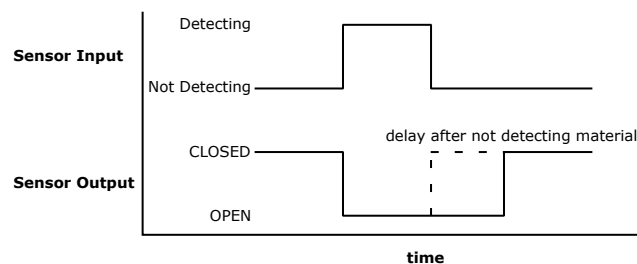 Detecting
Sensor Input
Not Detecting
delay after not detecting material
CLOSED
Sensor Output
OPEN
time